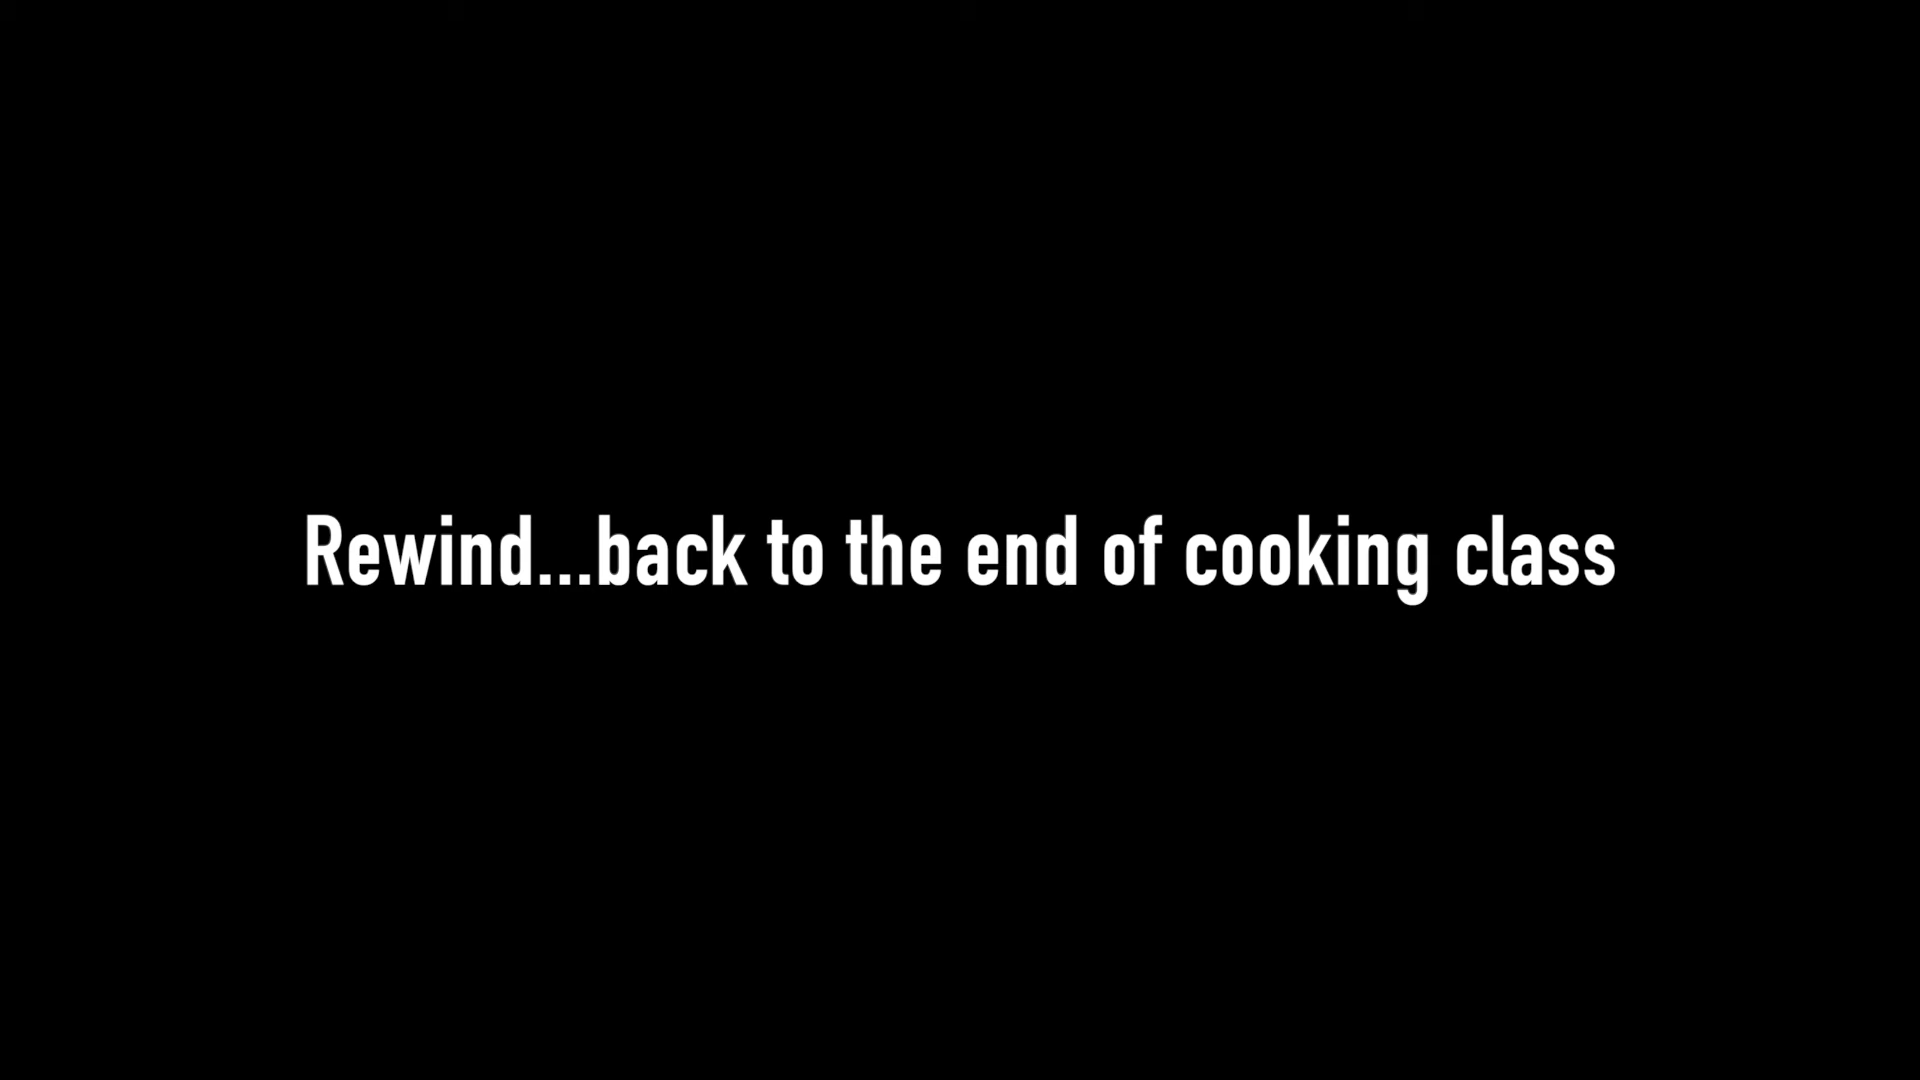 Rewind...back to the end of cooking class